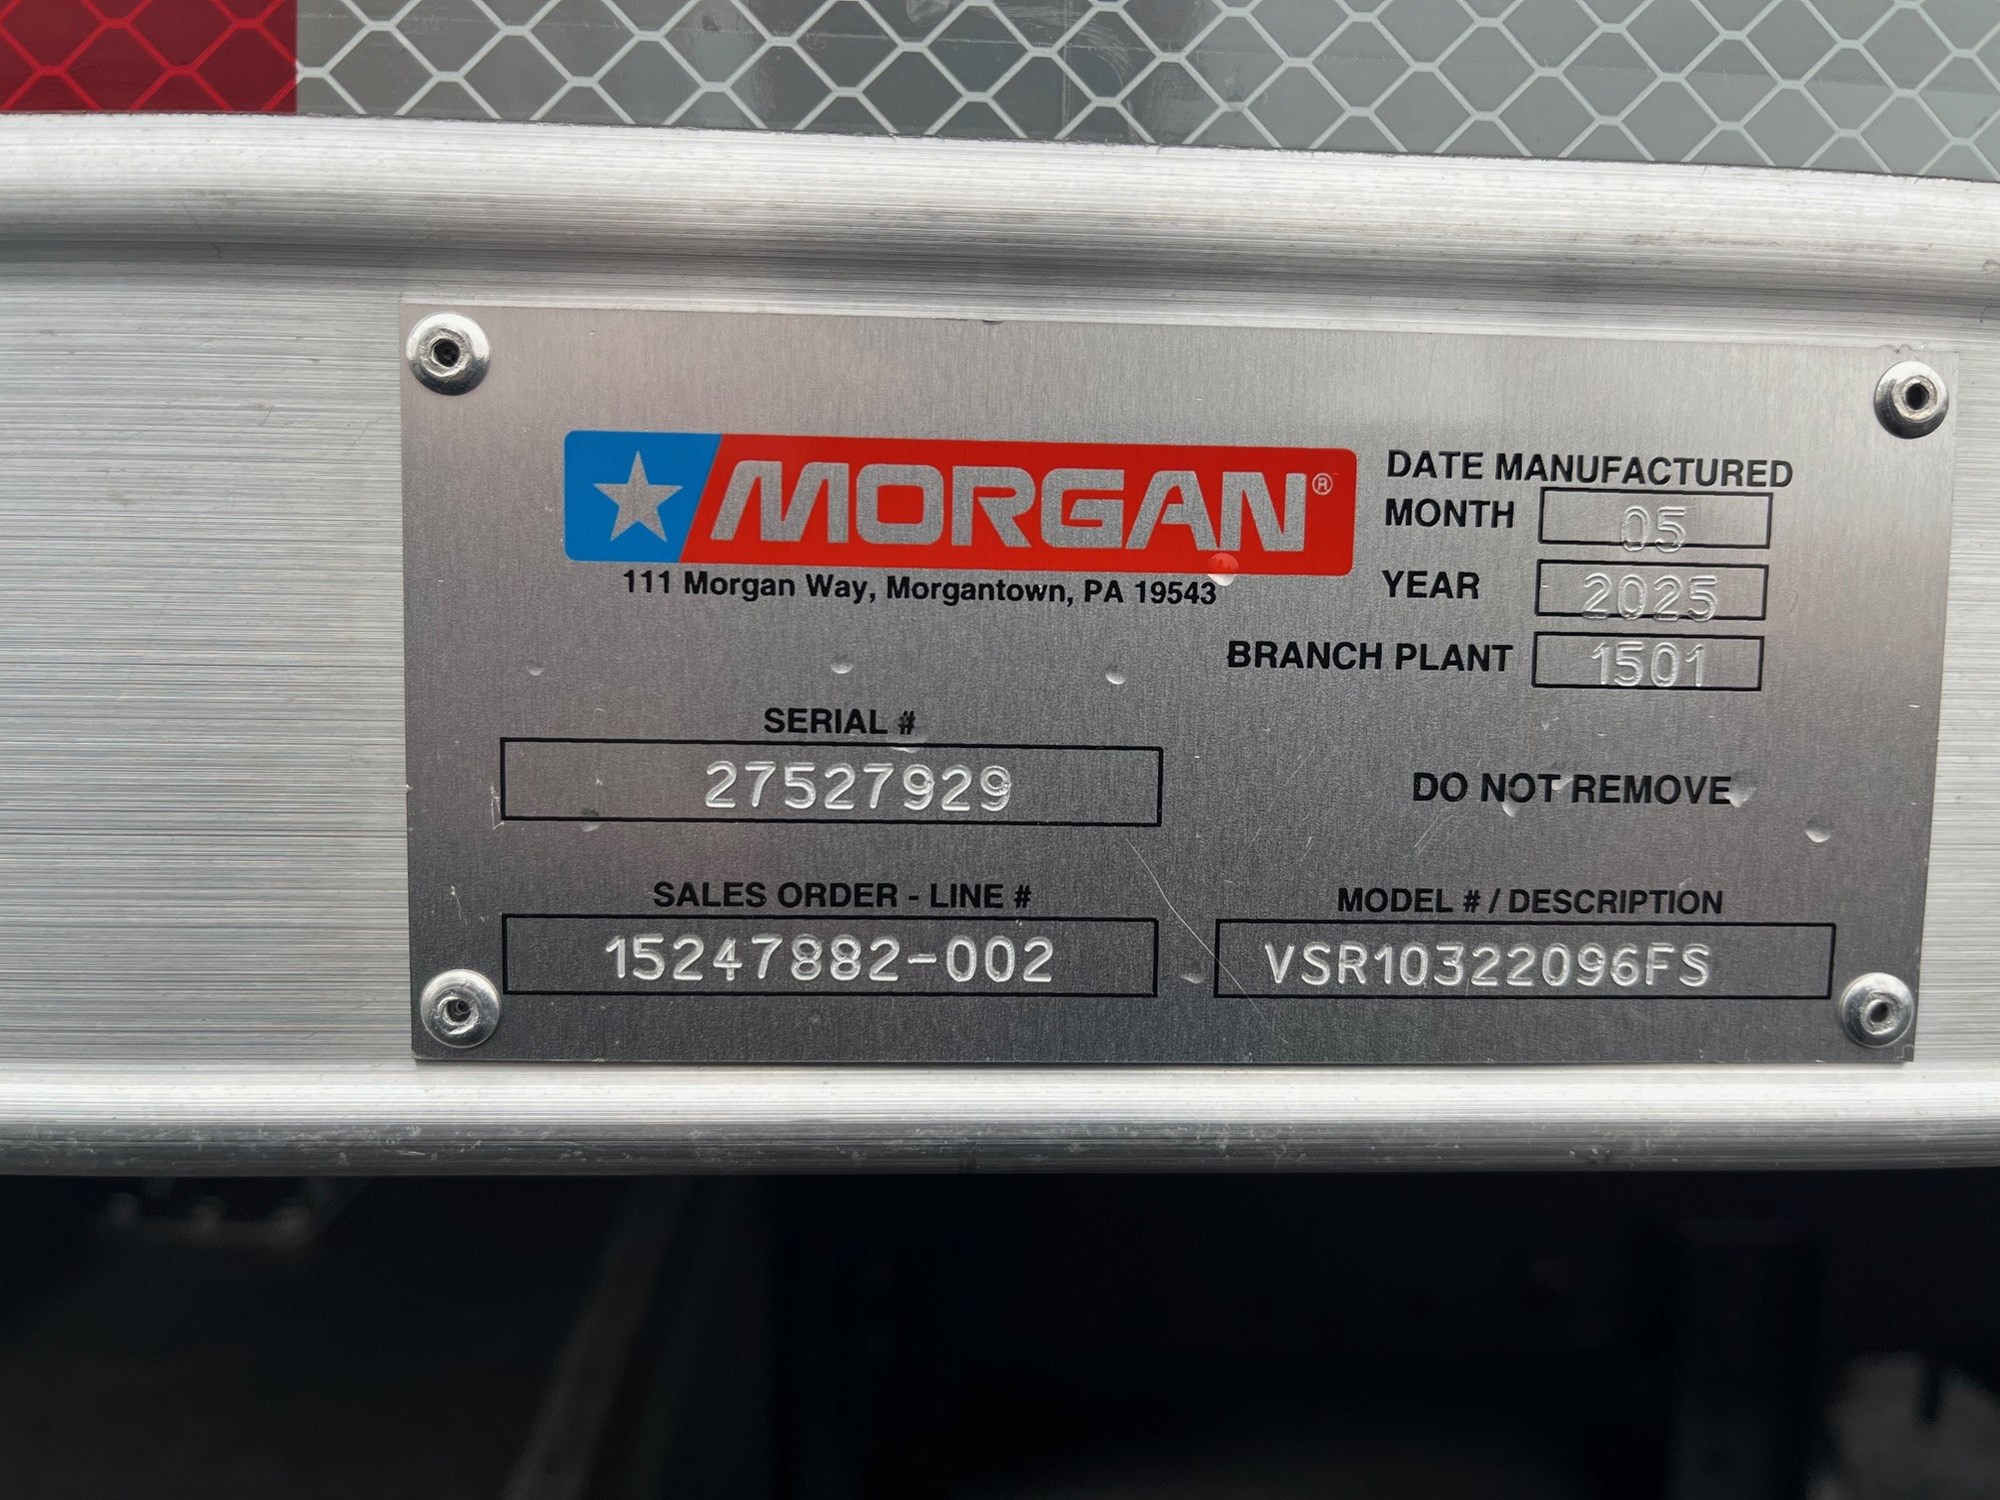 MORGAN®
111 Morgan Way, Morgantown, PA 19543
DATE MANUFACTURED
MONTH 05
YEAR 2025
BRANCH PLANT 1501
SERIAL #
27527929
DO NOT REMOVE
SALES ORDER - LINE #
15247882-002
MODEL # / DESCRIPTION
VSR10322096FS